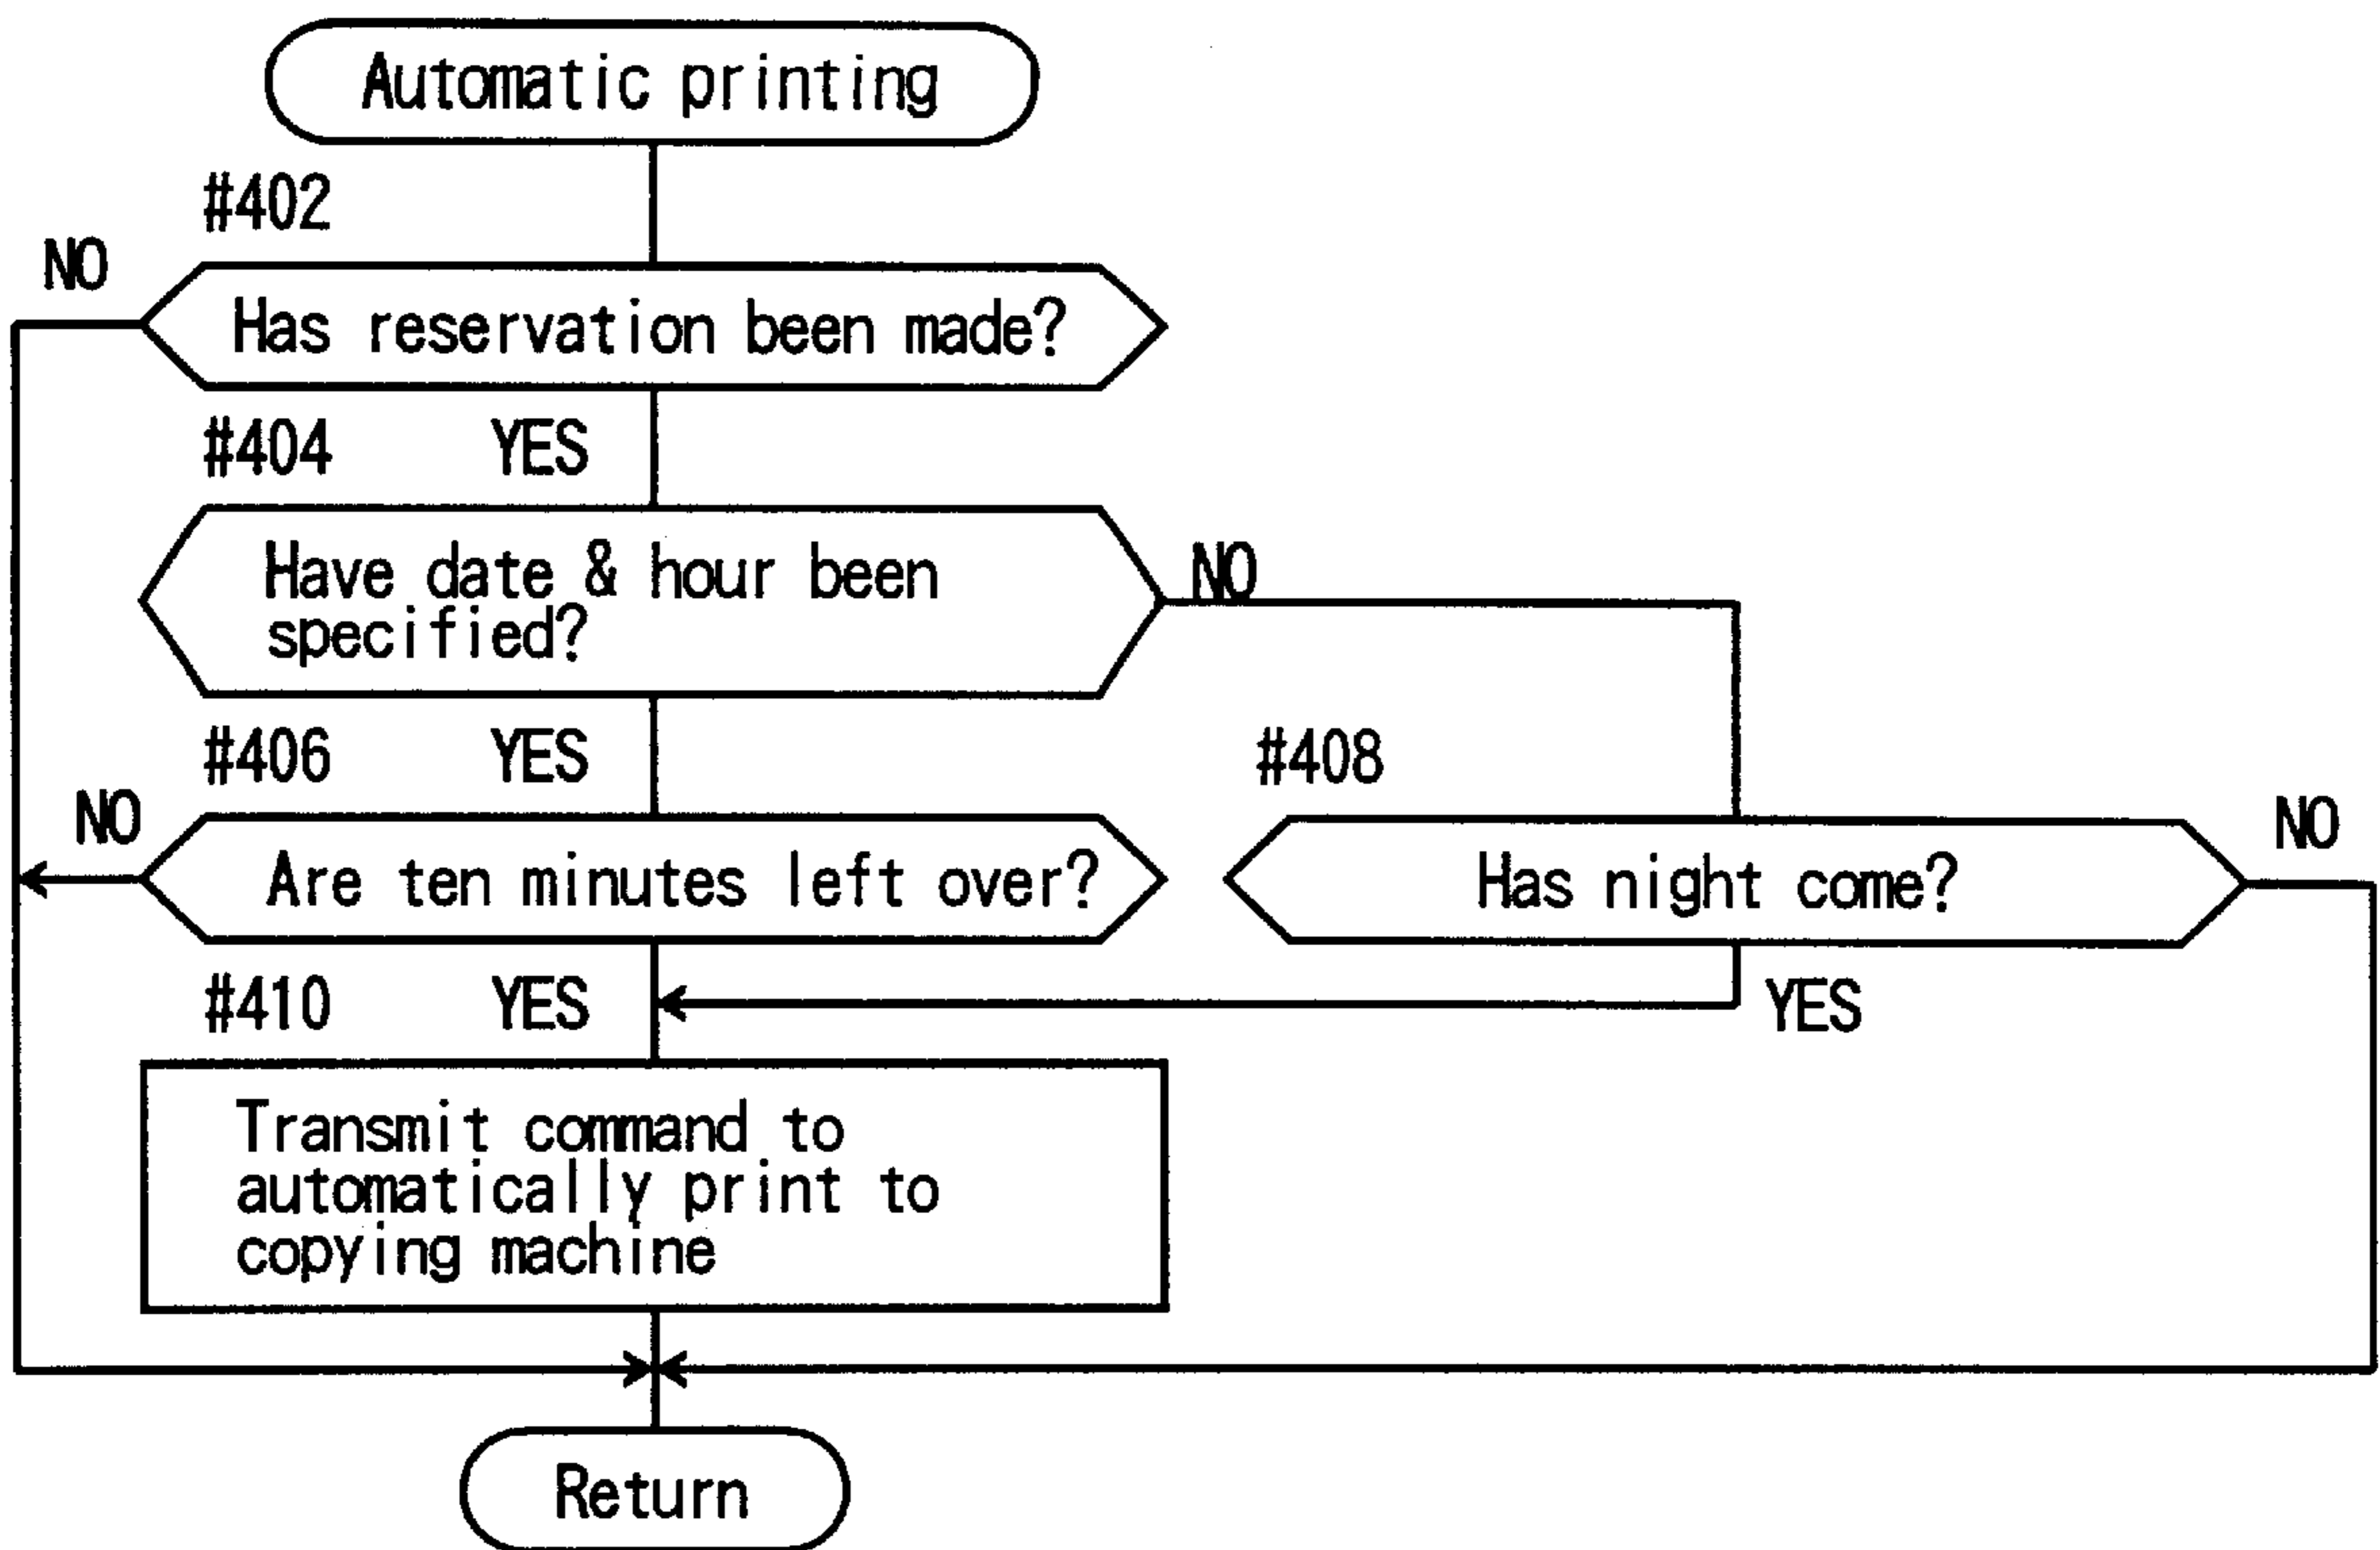 Automatic printing
#402
NO
Has reservation been made?
#404 YES
Have date & hour been
specified?
NO
#406 YES
#408
NO
Are ten minutes left over?
Has night come?
NO
#410 YES
YES
Transmit command to
automatically print to
copying machine
Return